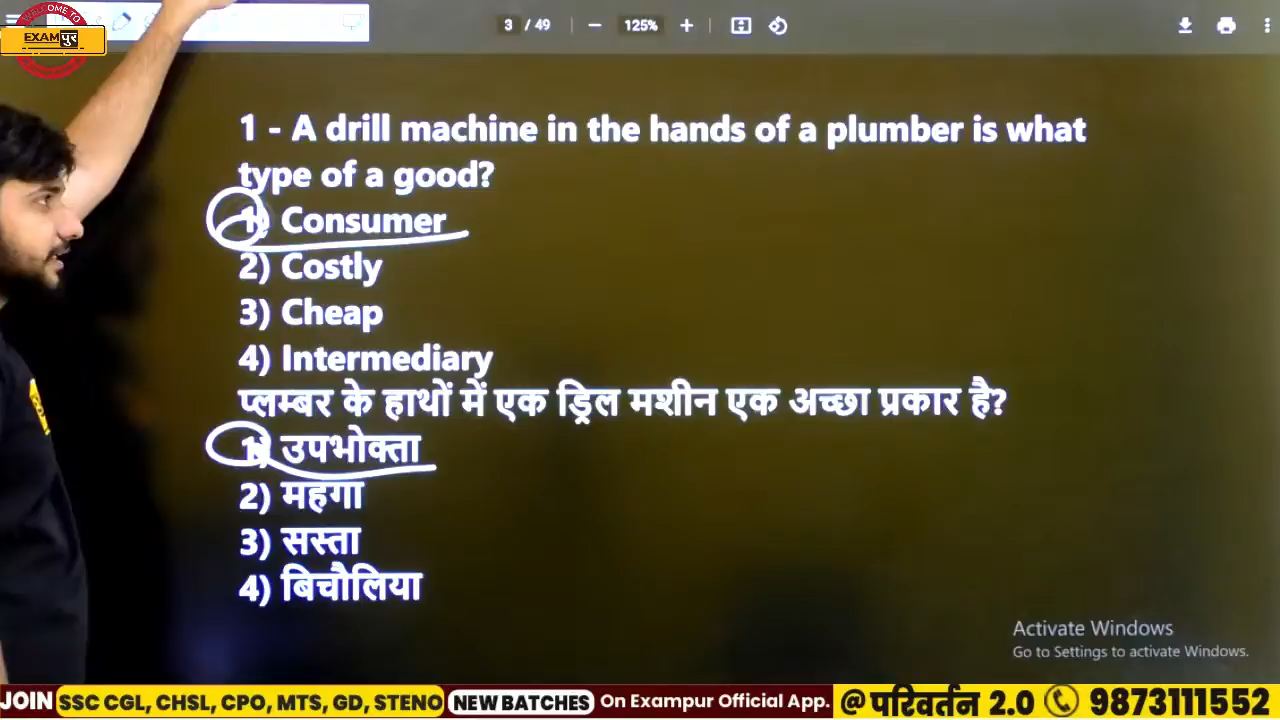 WELCOME TO
EXAMपुर
3 / 49
125%
1 - A drill machine in the hands of a plumber is what
type of a good?
1) Consumer
2) Costly
3) Cheap
4) Intermediary
प्लम्बर के हाथों में एक ड्रिल मशीन एक अच्छा प्रकार है?
1) उपभोक्ता
2) महगा
3) सस्ता
4) बिचौलिया
Activate Windows
Go to Settings to activate Windows.
JOIN SSC CGL, CHSL, CPO, MTS, GD, STENO NEW BATCHES On Exampur Official App. @ परिवर्तन 2.0 9873111552